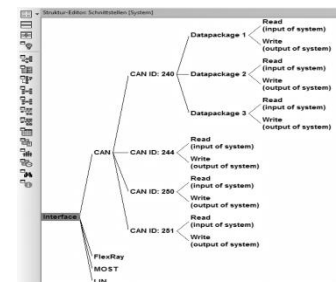 Struktur-Editor: Schnittstellen [System]
Interface
CAN
CAN ID: 240
Datapackage 1
Read
(input of system)
Write
(output of system)
Datapackage 2
Read
(input of system)
Write
(output of system)
Datapackage 3
Read
(input of system)
Write
(output of system)
CAN ID: 244
Read
(input of system)
Write
(output of system)
CAN ID: 250
Read
(input of system)
Write
(output of system)
CAN ID: 251
Read
(input of system)
Write
(output of system)
FlexRay
MOST
LIN